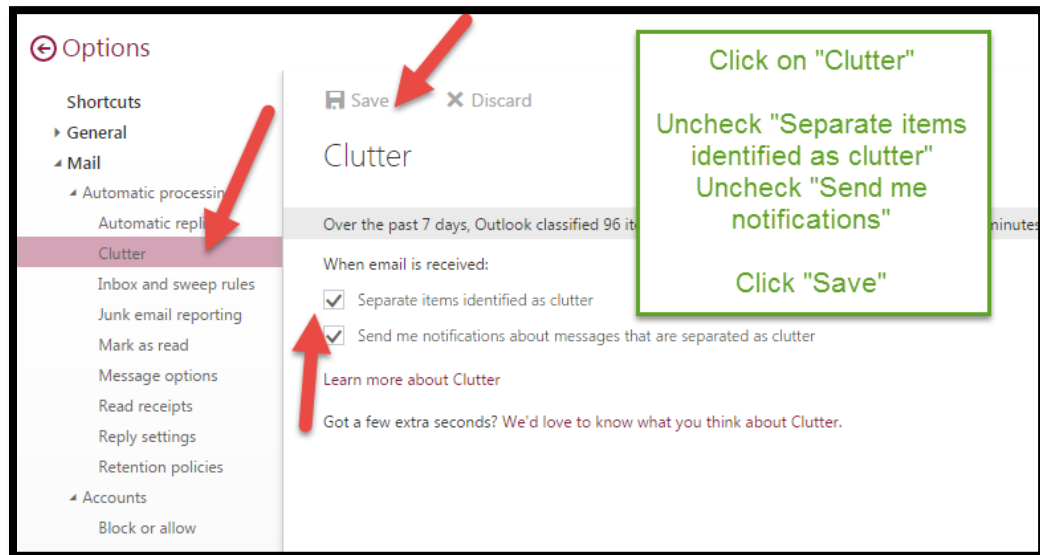 Options
Shortcuts
General
Mail
Automatic processing
Automatic
Clutter
Inbox and sweep rules
Junk email reporting
Mark as read
Message options
Read receipts
Reply settings
Retention policies
Accounts
Block or allow
Save
Discard
Clutter
Over the past 7 days, Outlook classified 96
minutes
When email is received:
Separate items identified as clutter
Send me notifications about messages that are separated as clutter
Learn more about Clutter
Got a few extra seconds? We'd love to know what you think about Clutter.
Click on "Clutter"
Uncheck "Separate items
identified as clutter"
Uncheck "Send me
notifications"
Click "Save"